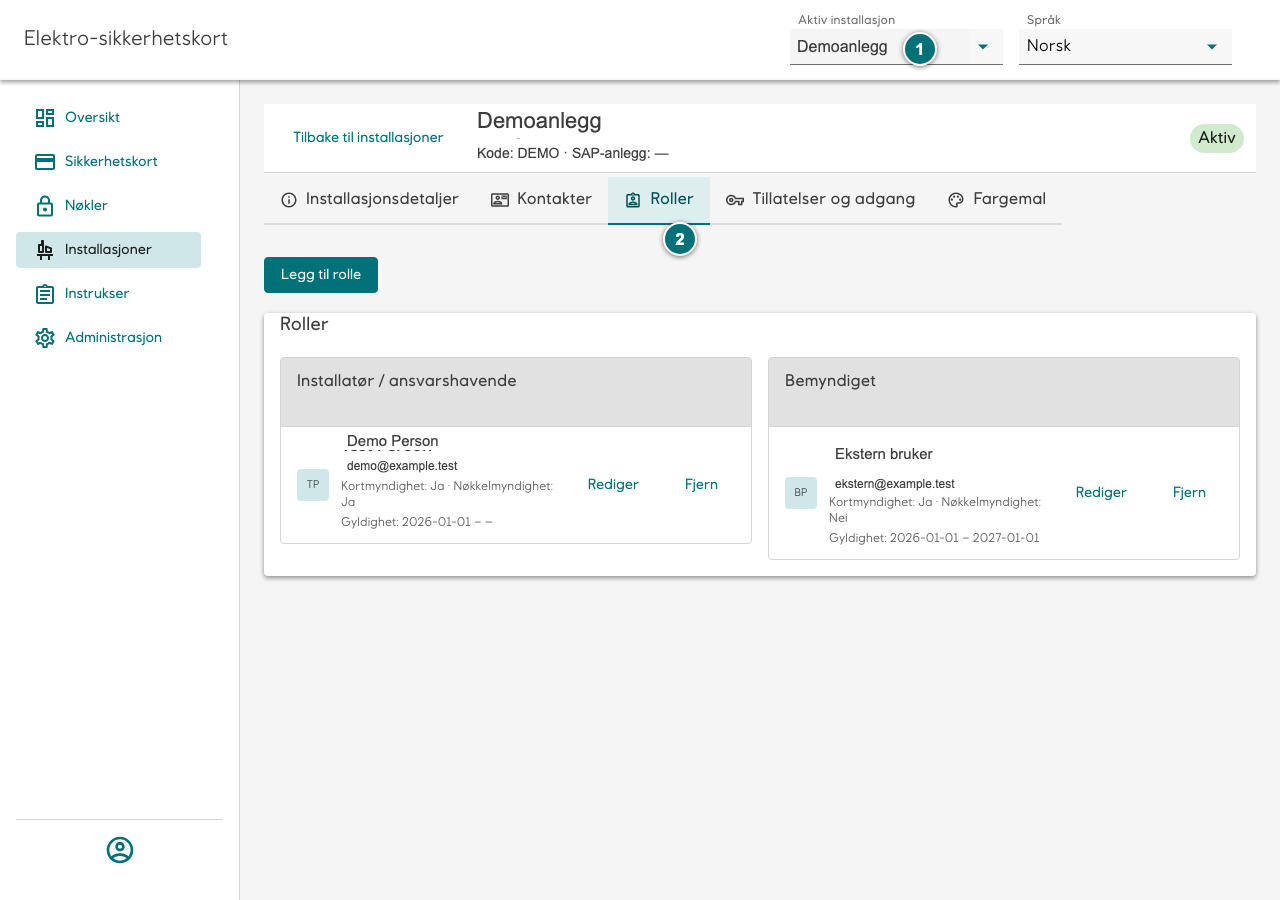 Elektro-sikkerhetskort
Aktiv installasjon
Demoanlegg
1
Språk
Norsk
Oversikt
Sikkerhetskort
Nøkler
Installasjoner
Instrukser
Administrasjon
Tilbake til installasjoner
Demoanlegg
Kode: DEMO · SAP-anlegg: —
Aktiv
Installasjonsdetaljer
Kontakter
Roller
Tillatelser og adgang
Fargemal
2
Legg til rolle
Roller
Installatør / ansvarshavende
Demo Person
demo@example.test
TP
Kortmyndighet: Ja · Nøkkelmyndighet:
Ja
Gyldighet: 2026-01-01 – –
Rediger
Fjern
Bemyndiget
Ekstern bruker
ekstern@example.test
BP
Kortmyndighet: Ja · Nøkkelmyndighet:
Nei
Gyldighet: 2026-01-01 – 2027-01-01
Rediger
Fjern